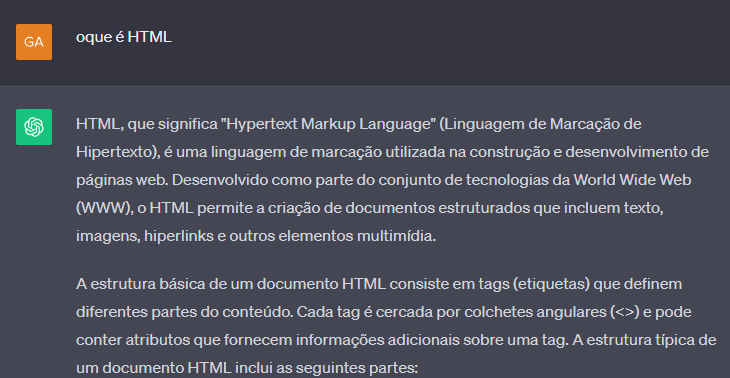 GA
oque é HTML
HTML, que significa "Hypertext Markup Language" (Linguagem de Marcação de
Hipertexto), é uma linguagem de marcação utilizada na construção e desenvolvimento de
páginas web. Desenvolvido como parte do conjunto de tecnologias da World Wide Web
(WWW), o HTML permite a criação de documentos estruturados que incluem texto,
imagens, hiperlinks e outros elementos multimídia.
A estrutura básica de um documento HTML consiste em tags (etiquetas) que definem
diferentes partes do conteúdo. Cada tag é cercada por colchetes angulares (<>) e pode
conter atributos que fornecem informações adicionais sobre uma tag. A estrutura típica de
um documento HTML inclui as seguintes partes: